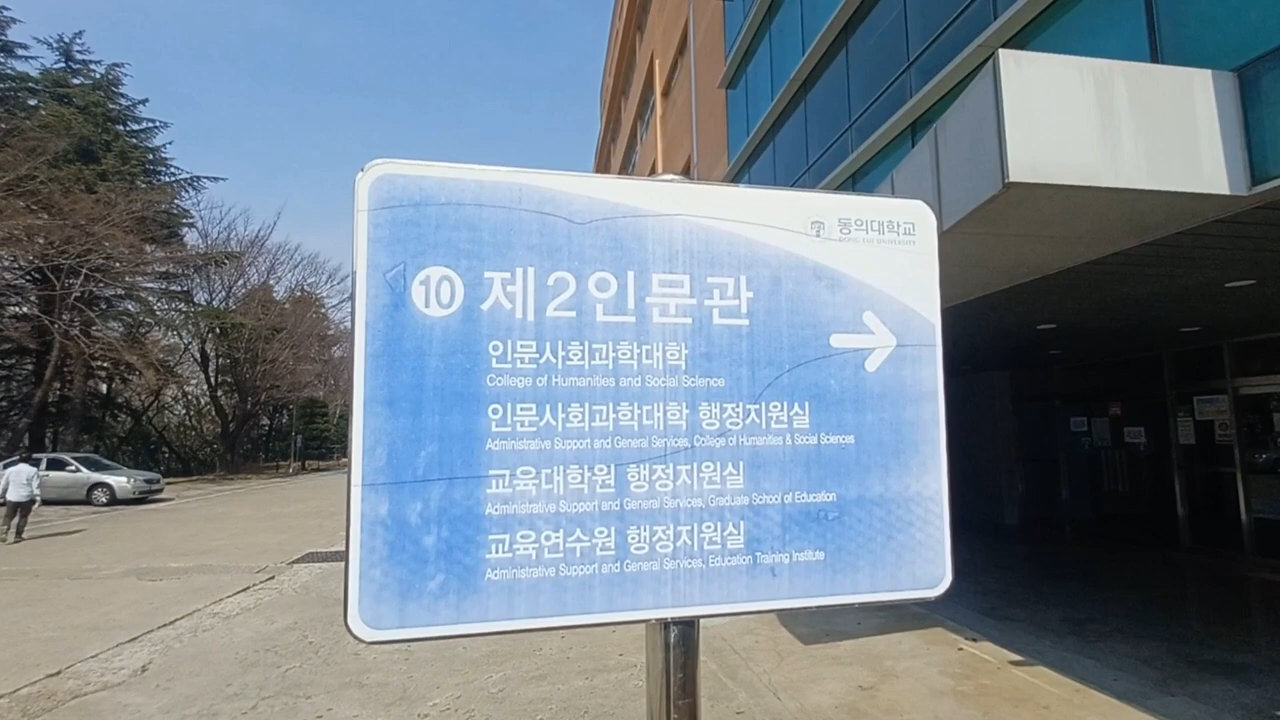 동의대학교
DONG-EUI UNIVERSITY
10 제2인문관
인문사회과학대학
College of Humanities and Social Science
인문사회과학대학 행정지원실
Administrative Support and General Services, College of Humanities & Social Sciences
교육대학원 행정지원실
Administrative Support and General Services, Graduate School of Education
교육연수원 행정지원실
Administrative Support and General Services, Education Training Institute